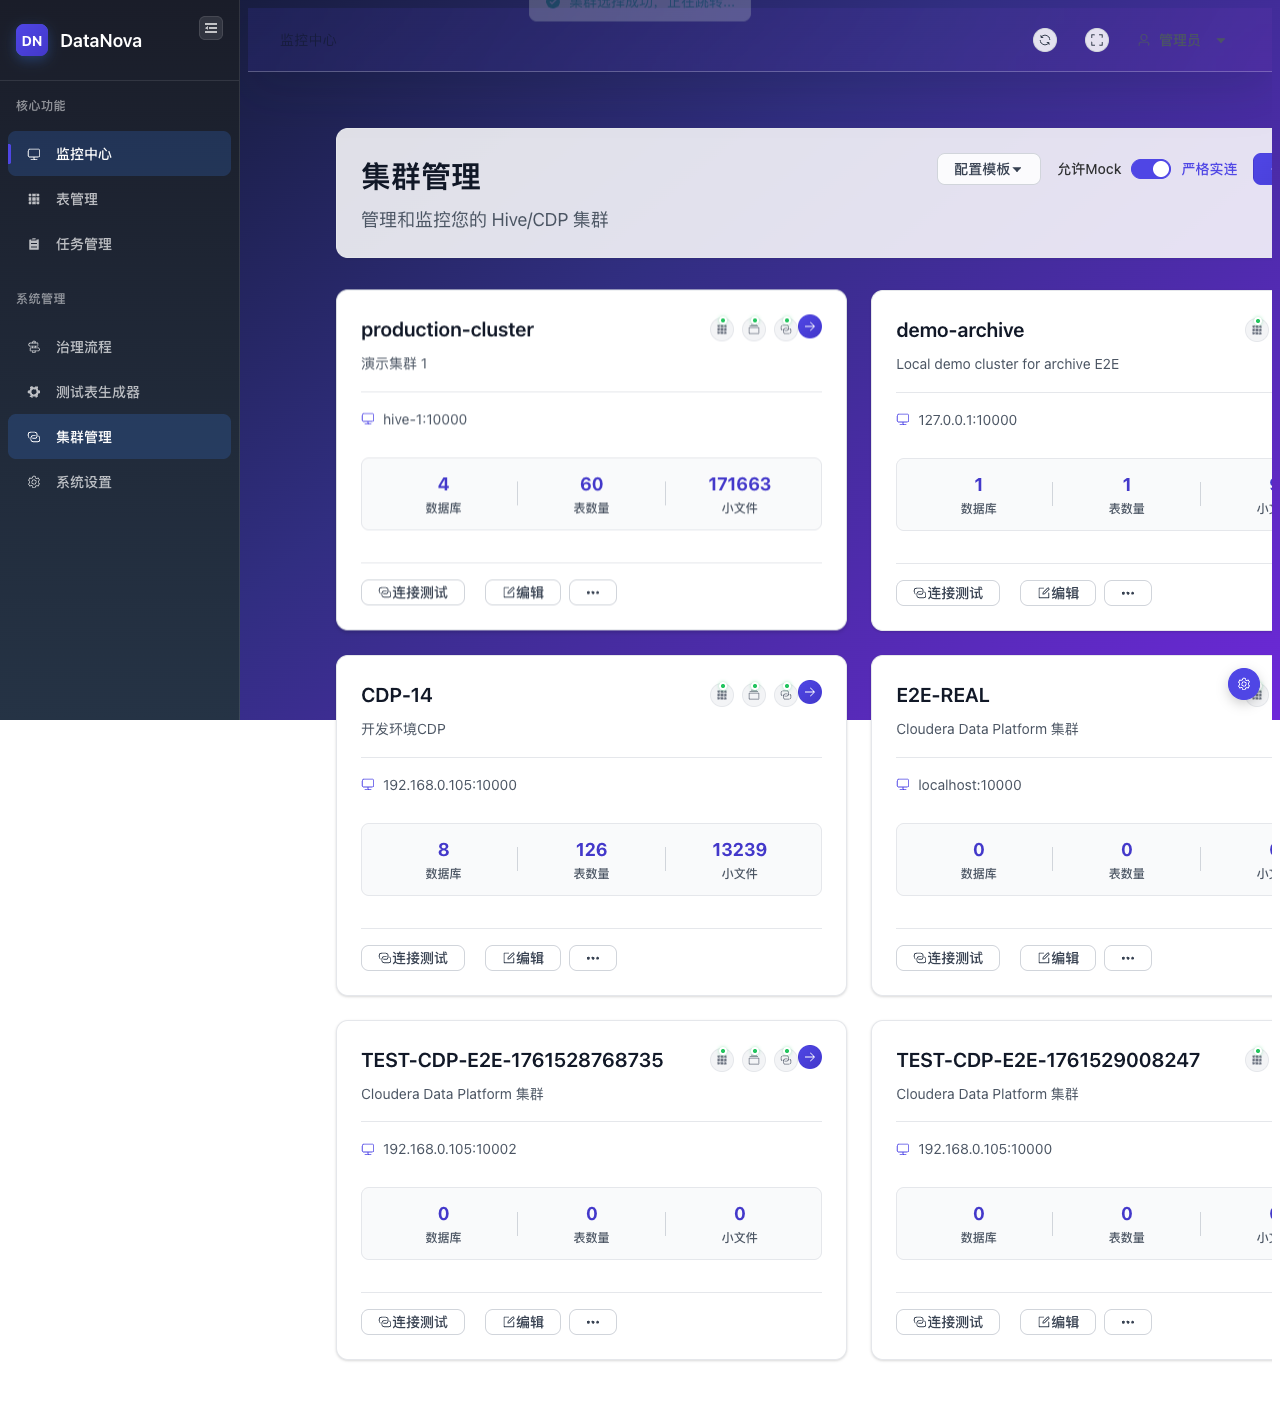 DN DataNova
集群选择成功，正在跳转...
监控中心
管理员
核心功能
监控中心
表管理
任务管理
系统管理
治理流程
测试表生成器
集群管理
系统设置
集群管理
管理和监控您的 Hive/CDP 集群
配置模板
允许Mock
严格实连
production-cluster
演示集群 1
hive-1:10000
4 60 171663
数据库 表数量 小文件
连接测试 编辑 •••
demo-archive
Local demo cluster for archive E2E
127.0.0.1:10000
1 1
数据库 表数量
连接测试 编辑 •••
CDP-14
开发环境CDP
192.168.0.105:10000
8 126 13239
数据库 表数量 小文件
连接测试 编辑 •••
E2E-REAL
Cloudera Data Platform 集群
localhost:10000
0 0
数据库 表数量
连接测试 编辑 •••
TEST-CDP-E2E-1761528768735
Cloudera Data Platform 集群
192.168.0.105:10002
0 0 0
数据库 表数量 小文件
连接测试 编辑 •••
TEST-CDP-E2E-1761529008247
Cloudera Data Platform 集群
192.168.0.105:10000
0 0
数据库 表数量
连接测试 编辑 •••